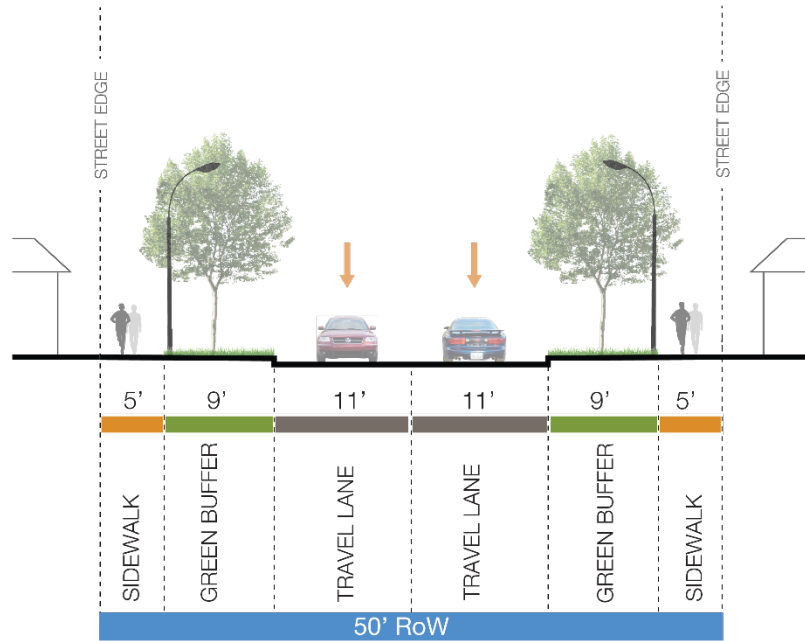 STREET EDGE
STREET EDGE
5’
9’
11’
11’
9’
5’
SIDEWALK
GREEN BUFFER
TRAVEL LANE
TRAVEL LANE
GREEN BUFFER
SIDEWALK
50’ RoW